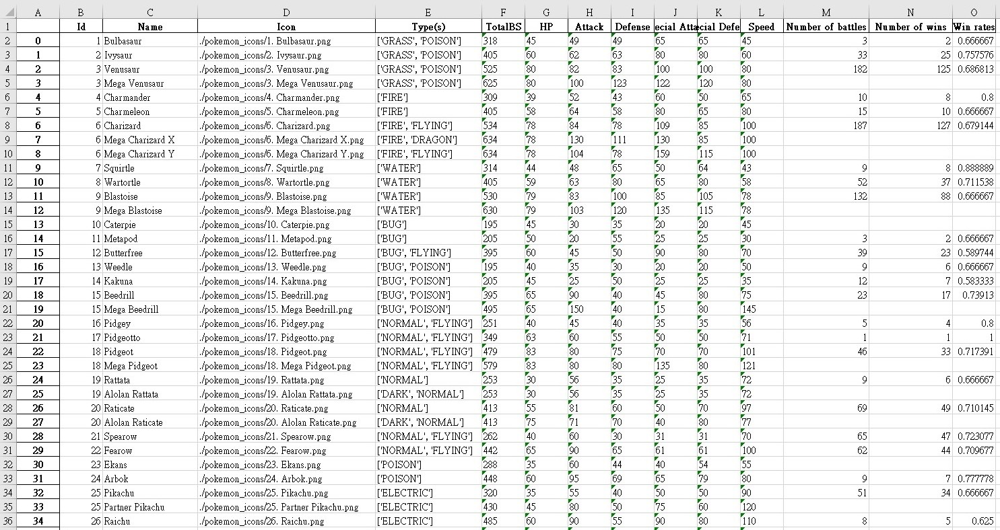 A B C D E F G H I J K L M N O
1 Id Name Icon Type(s) TotalBS HP Attack Defense ecial Atta ecial Defe Speed Number of battles Number of wins Win rates
2 0 1 Bulbasaur ./pokemon_icons/1. Bulbasaur.png ['GRASS', 'POISON'] 318 45 49 49 65 65 45 3 2 0.666667
3 1 2 Ivysaur ./pokemon_icons/2. Ivysaur.png ['GRASS', 'POISON'] 405 60 62 63 80 80 60 33 25 0.757576
4 2 3 Venusaur ./pokemon_icons/3. Venusaur.png ['GRASS', 'POISON'] 525 80 82 83 100 100 80 182 125 0.686813
5 3 3 Mega Venusaur ./pokemon_icons/3. Mega Venusaur.png ['GRASS', 'POISON'] 625 80 100 123 122 120 80
6 4 4 Charmander ./pokemon_icons/4. Charmander.png ['FIRE'] 309 39 52 43 60 50 65 10 8 0.8
7 5 5 Charmeleon ./pokemon_icons/5. Charmeleon.png ['FIRE'] 405 58 64 58 80 65 80 15 10 0.666667
8 6 6 Charizard ./pokemon_icons/6. Charizard.png ['FIRE', 'FLYING'] 534 78 84 78 109 85 100 187 127 0.679144
9 7 6 Mega Charizard X ./pokemon_icons/6. Mega Charizard X.png ['FIRE', 'DRAGON'] 634 78 130 111 130 85 100
10 8 6 Mega Charizard Y ./pokemon_icons/6. Mega Charizard Y.png ['FIRE', 'FLYING'] 634 78 104 78 159 115 100
11 9 7 Squirtle ./pokemon_icons/7. Squirtle.png ['WATER'] 314 44 48 65 50 64 43 9 8 0.888889
12 10 8 Wartortle ./pokemon_icons/8. Wartortle.png ['WATER'] 405 59 63 80 65 80 58 52 37 0.711538
13 11 9 Blastoise ./pokemon_icons/9. Blastoise.png ['WATER'] 530 79 83 100 85 105 78 132 88 0.666667
14 12 9 Mega Blastoise ./pokemon_icons/9. Mega Blastoise.png ['WATER'] 630 79 103 120 135 115 78
15 13 10 Caterpie ./pokemon_icons/10. Caterpie.png ['BUG'] 195 45 30 35 20 20 45
16 14 11 Metapod ./pokemon_icons/11. Metapod.png ['BUG'] 205 50 20 55 25 25 30 3 2 0.666667
17 15 12 Butterfree ./pokemon_icons/12. Butterfree.png ['BUG', 'FLYING'] 395 60 45 50 90 80 70 39 23 0.589744
18 16 13 Weedle ./pokemon_icons/13. Weedle.png ['BUG', 'POISON'] 195 40 35 30 20 20 50 9 6 0.666667
19 17 14 Kakuna ./pokemon_icons/14. Kakuna.png ['BUG', 'POISON'] 205 45 25 50 25 25 35 12 7 0.583333
20 18 15 Beedrill ./pokemon_icons/15. Beedrill.png ['BUG', 'POISON'] 395 65 90 40 45 80 75 23 17 0.73913
21 19 15 Mega Beedrill ./pokemon_icons/15. Mega Beedrill.png ['BUG', 'POISON'] 495 65 150 40 15 80 145
22 20 16 Pidgey ./pokemon_icons/16. Pidgey.png ['NORMAL', 'FLYING'] 251 40 45 40 35 35 56 5 4 0.8
23 21 17 Pidgeotto ./pokemon_icons/17. Pidgeotto.png ['NORMAL', 'FLYING'] 349 63 60 55 50 50 71 1 1 1
24 22 18 Pidgeot ./pokemon_icons/18. Pidgeot.png ['NORMAL', 'FLYING'] 479 83 80 75 70 70 101 46 33 0.717391
25 23 18 Mega Pidgeot ./pokemon_icons/18. Mega Pidgeot.png ['NORMAL', 'FLYING'] 579 83 80 80 135 80 121
26 24 19 Rattata ./pokemon_icons/19. Rattata.png ['NORMAL'] 253 30 56 35 25 35 72 9 6 0.666667
27 25 19 Alolan Rattata ./pokemon_icons/19. Alolan Rattata.png ['DARK', 'NORMAL'] 253 30 56 35 25 35 72
28 26 20 Raticate ./pokemon_icons/20. Raticate.png ['NORMAL'] 413 55 81 60 50 70 97 69 49 0.710145
29 27 20 Alolan Raticate ./pokemon_icons/20. Alolan Raticate.png ['DARK', 'NORMAL'] 413 75 71 70 40 80 77
30 28 21 Spearow ./pokemon_icons/21. Spearow.png ['NORMAL', 'FLYING'] 262 40 60 30 31 31 70 65 47 0.723077
31 29 22 Fearow ./pokemon_icons/22. Fearow.png ['NORMAL', 'FLYING'] 442 65 90 65 61 61 100 62 44 0.709677
32 30 23 Ekans ./pokemon_icons/23. Ekans.png ['POISON'] 288 35 60 44 40 54 55
33 31 24 Arbok ./pokemon_icons/24. Arbok.png ['POISON'] 448 60 95 69 65 79 80 9 7 0.777778
34 32 25 Pikachu ./pokemon_icons/25. Pikachu.png ['ELECTRIC'] 320 35 55 40 50 50 90 51 34 0.666667
35 33 25 Partner Pikachu ./pokemon_icons/25. Partner Pikachu.png ['ELECTRIC'] 430 45 80 50 75 60 120
36 34 26 Raichu ./pokemon_icons/26. Raichu.png ['ELECTRIC'] 485 60 90 55 90 80 110 8 5 0.625